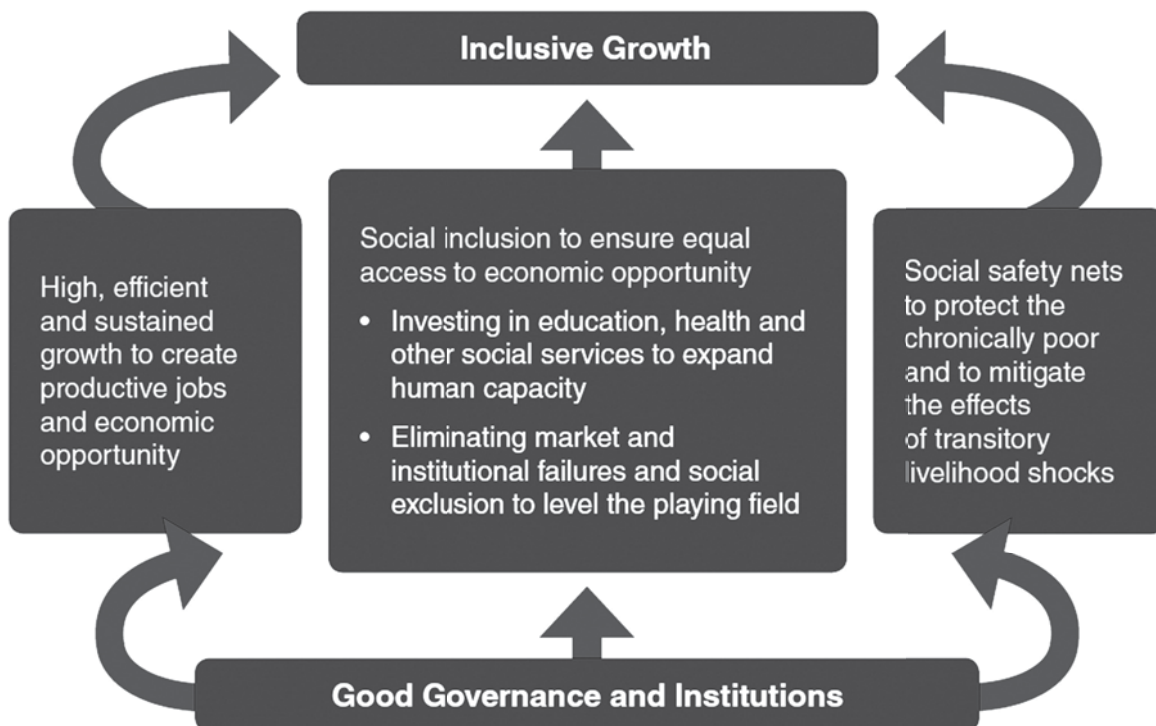 Inclusive Growth
High, efficient
and sustained
growth to create
productive jobs
and economic
opportunity
Social inclusion to ensure equal
access to economic opportunity
• Investing in education, health and
other social services to expand
human capacity
• Eliminating market and
institutional failures and social
exclusion to level the playing field
Social safety nets
to protect the
chronically poor
and to mitigate
the effects
of transitory
livelihood shocks
Good Governance and Institutions